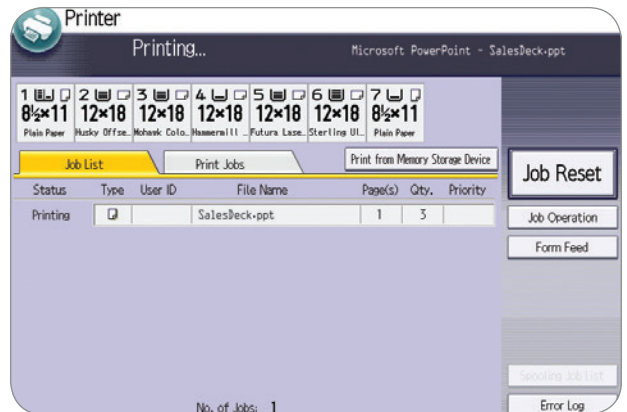 Printer
Printing... Microsoft PowerPoint - SalesDeck.ppt
1 2 3 4 5 6 7
8½×11 12×18 12×18 12×18 12×18 12×18 8½×11
Plain Paper Husky Offse… Mohawk Colo… Hammermill … Futura Lase… Sterling Ul… Plain Paper
Job List Print Jobs Print from Memory Storage Device
Job Reset
Status Type User ID File Name Page(s) Qty. Priority
Printing SalesDeck.ppt 1 3
Job Operation
Form Feed
Spooling Job List
No. of Jobs: 1
Error Log